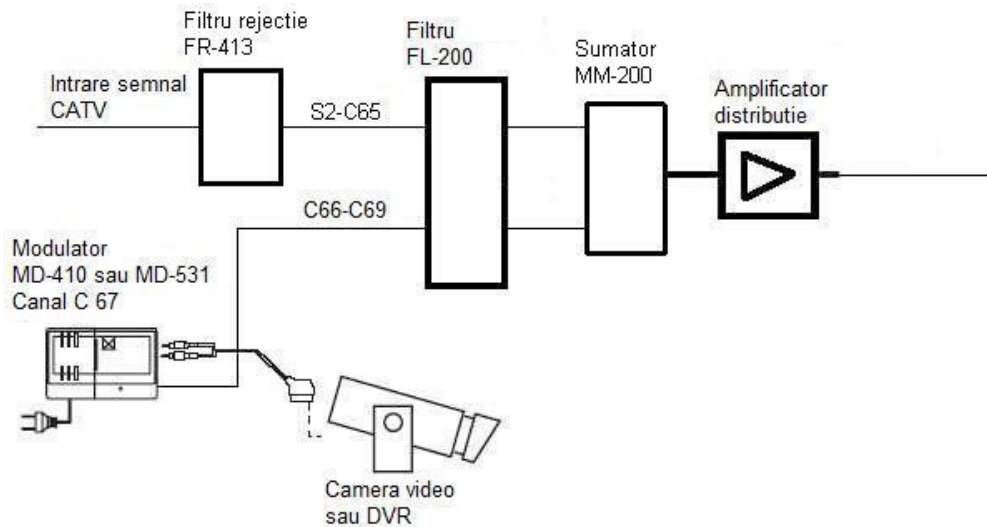 Filtru rejectie
FR-413
Filtru
FL-200
Sumator
MM-200
Amplificator
distributie
Intrare semnal
CATV
S2-C65
C66-C69
Modulator
MD-410 sau MD-531
Canal C 67
Camera video
sau DVR